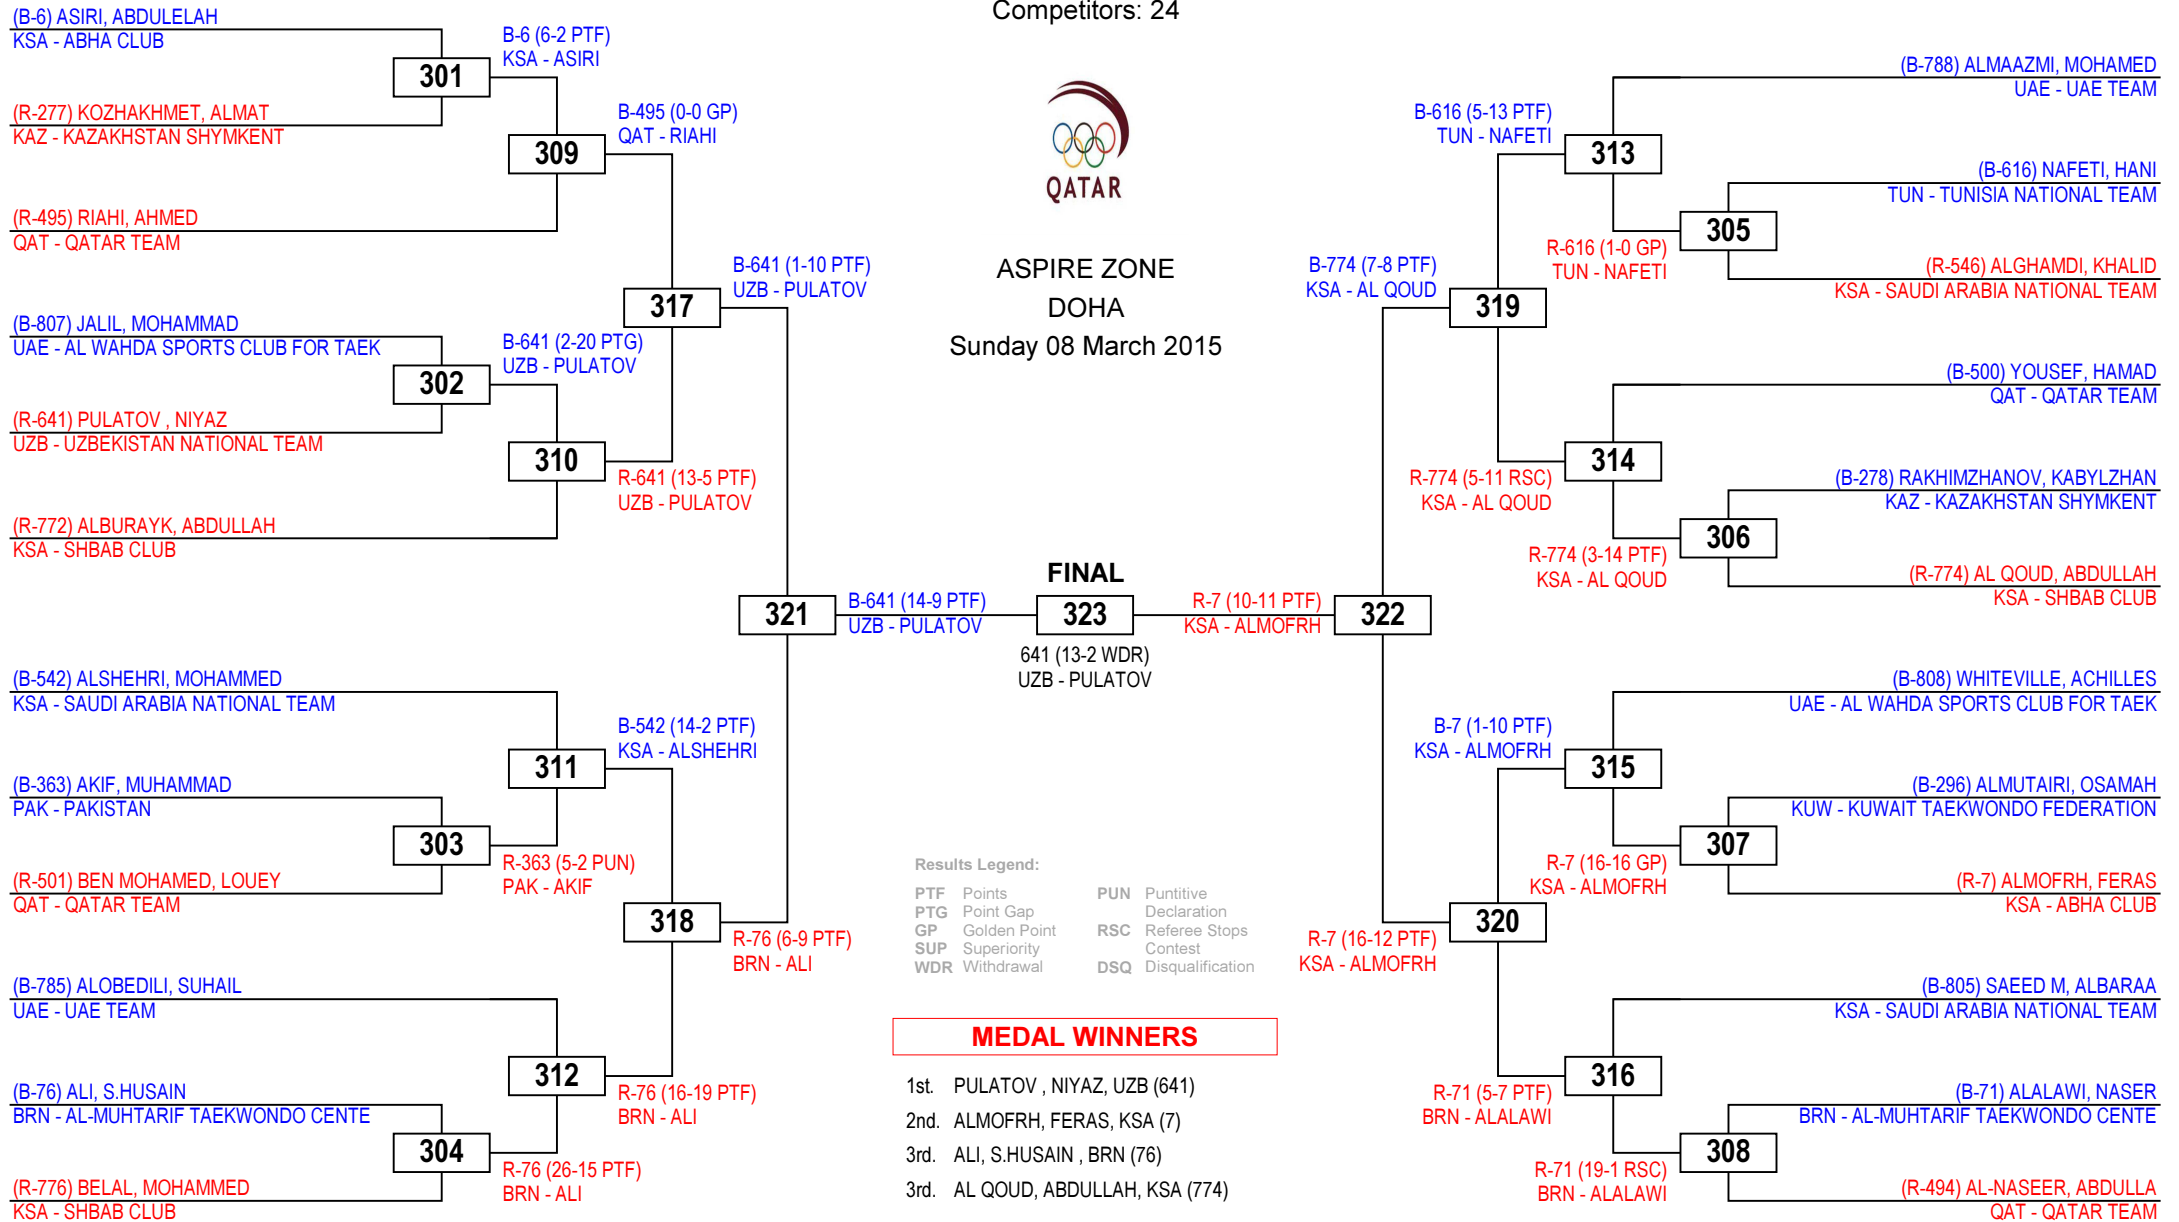 Competitors: 24
QATAR
ASPIRE ZONE
DOHA
Sunday 08 March 2015
(B-6) ASIRI, ABDULELAH
KSA - ABHA CLUB
301
(R-277) KOZHAKHMET, ALMAT
KAZ - KAZAKHSTAN SHYMKENT
B-6 (6-2 PTF)
KSA - ASIRI
309
(R-495) RIAHI, AHMED
QAT - QATAR TEAM
B-495 (0-0 GP)
QAT - RIAHI
317
(B-807) JALIL, MOHAMMAD
UAE - AL WAHDA SPORTS CLUB FOR TAEK
302
(R-641) PULATOV , NIYAZ
UZB - UZBEKISTAN NATIONAL TEAM
B-641 (2-20 PTG)
UZB - PULATOV
310
(R-772) ALBURAYK, ABDULLAH
KSA - SHBAB CLUB
R-641 (13-5 PTF)
UZB - PULATOV
B-641 (1-10 PTF)
UZB - PULATOV
321
(B-542) ALSHEHRI, MOHAMMED
KSA - SAUDI ARABIA NATIONAL TEAM
311
(B-363) AKIF, MUHAMMAD
PAK - PAKISTAN
303
(R-501) BEN MOHAMED, LOUEY
QAT - QATAR TEAM
R-363 (5-2 PUN)
PAK - AKIF
B-542 (14-2 PTF)
KSA - ALSHEHRI
318
(B-785) ALOBEDILI, SUHAIL
UAE - UAE TEAM
312
(B-76) ALI, S.HUSAIN
BRN - AL-MUHTARIF TAEKWONDO CENTE
304
(R-776) BELAL, MOHAMMED
KSA - SHBAB CLUB
R-76 (26-15 PTF)
BRN - ALI
R-76 (16-19 PTF)
BRN - ALI
R-76 (6-9 PTF)
BRN - ALI
B-641 (14-9 PTF)
UZB - PULATOV
FINAL
323
641 (13-2 WDR)
UZB - PULATOV
R-7 (10-11 PTF)
KSA - ALMOFRH
322
(B-788) ALMAAZMI, MOHAMED
UAE - UAE TEAM
B-616 (5-13 PTF)
TUN - NAFETI
313
(B-616) NAFETI, HANI
TUN - TUNISIA NATIONAL TEAM
305
R-616 (1-0 GP)
TUN - NAFETI
(R-546) ALGHAMDI, KHALID
KSA - SAUDI ARABIA NATIONAL TEAM
B-774 (7-8 PTF)
KSA - AL QOUD
319
(B-500) YOUSEF, HAMAD
QAT - QATAR TEAM
314
R-774 (5-11 RSC)
KSA - AL QOUD
(B-278) RAKHIMZHANOV, KABYLZHAN
KAZ - KAZAKHSTAN SHYMKENT
306
R-774 (3-14 PTF)
KSA - AL QOUD
(R-774) AL QOUD, ABDULLAH
KSA - SHBAB CLUB
(B-808) WHITEVILLE, ACHILLES
UAE - AL WAHDA SPORTS CLUB FOR TAEK
B-7 (1-10 PTF)
KSA - ALMOFRH
315
(B-296) ALMUTAIRI, OSAMAH
KUW - KUWAIT TAEKWONDO FEDERATION
307
R-7 (16-16 GP)
KSA - ALMOFRH
(R-7) ALMOFRH, FERAS
KSA - ABHA CLUB
320
R-7 (16-12 PTF)
KSA - ALMOFRH
(B-805) SAEED M, ALBARAA
KSA - SAUDI ARABIA NATIONAL TEAM
316
R-71 (5-7 PTF)
BRN - ALALAWI
(B-71) ALALAWI, NASER
BRN - AL-MUHTARIF TAEKWONDO CENTE
308
R-71 (19-1 RSC)
BRN - ALALAWI
(R-494) AL-NASEER, ABDULLA
QAT - QATAR TEAM
Results Legend:
PTF Points
PTG Point Gap
GP Golden Point
SUP Superiority
WDR Withdrawal
PUN Puntitive
Declaration
RSC Referee Stops
Contest
DSQ Disqualification
MEDAL WINNERS
1st. PULATOV , NIYAZ, UZB (641)
2nd. ALMOFRH, FERAS, KSA (7)
3rd. ALI, S.HUSAIN , BRN (76)
3rd. AL QOUD, ABDULLAH, KSA (774)